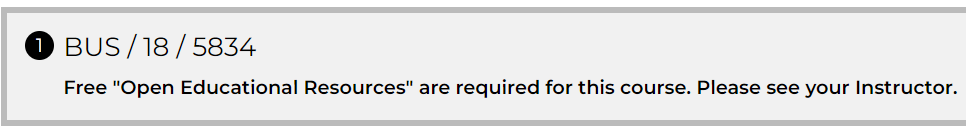 1 BUS / 18 / 5834
Free "Open Educational Resources" are required for this course. Please see your Instructor.